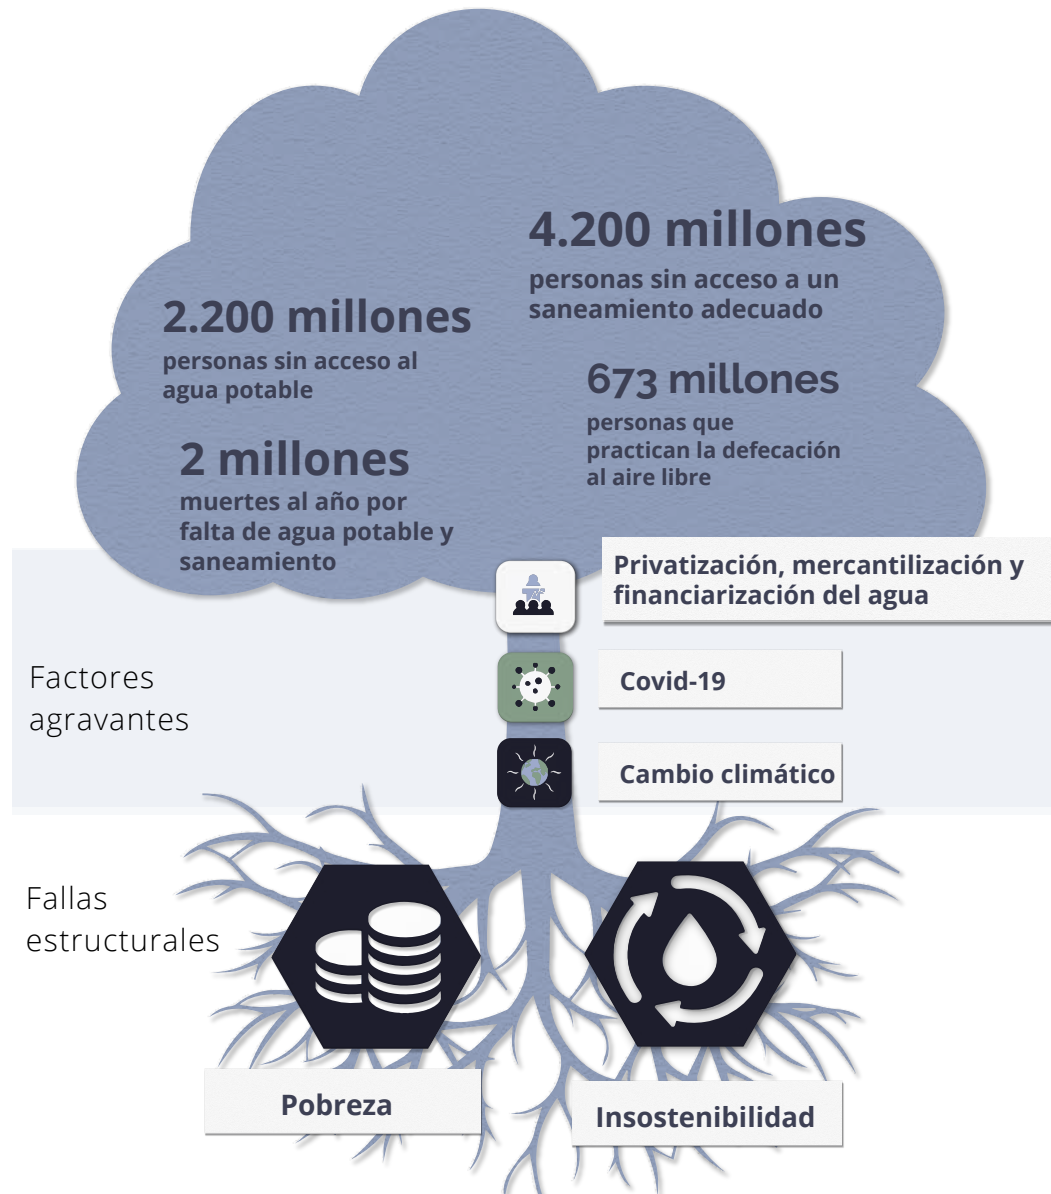 4.200 millones
personas sin acceso a un
saneamiento adecuado
2.200 millones
personas sin acceso al
agua potable
673 millones
personas que
practican la defecación
al aire libre
2 millones
muertes al año por
falta de agua potable y
saneamiento
Privatización, mercantilización y
financiarización del agua
Factores
agravantes
Covid-19
Cambio climático
Fallas
estructurales
Pobreza
Insostenibilidad